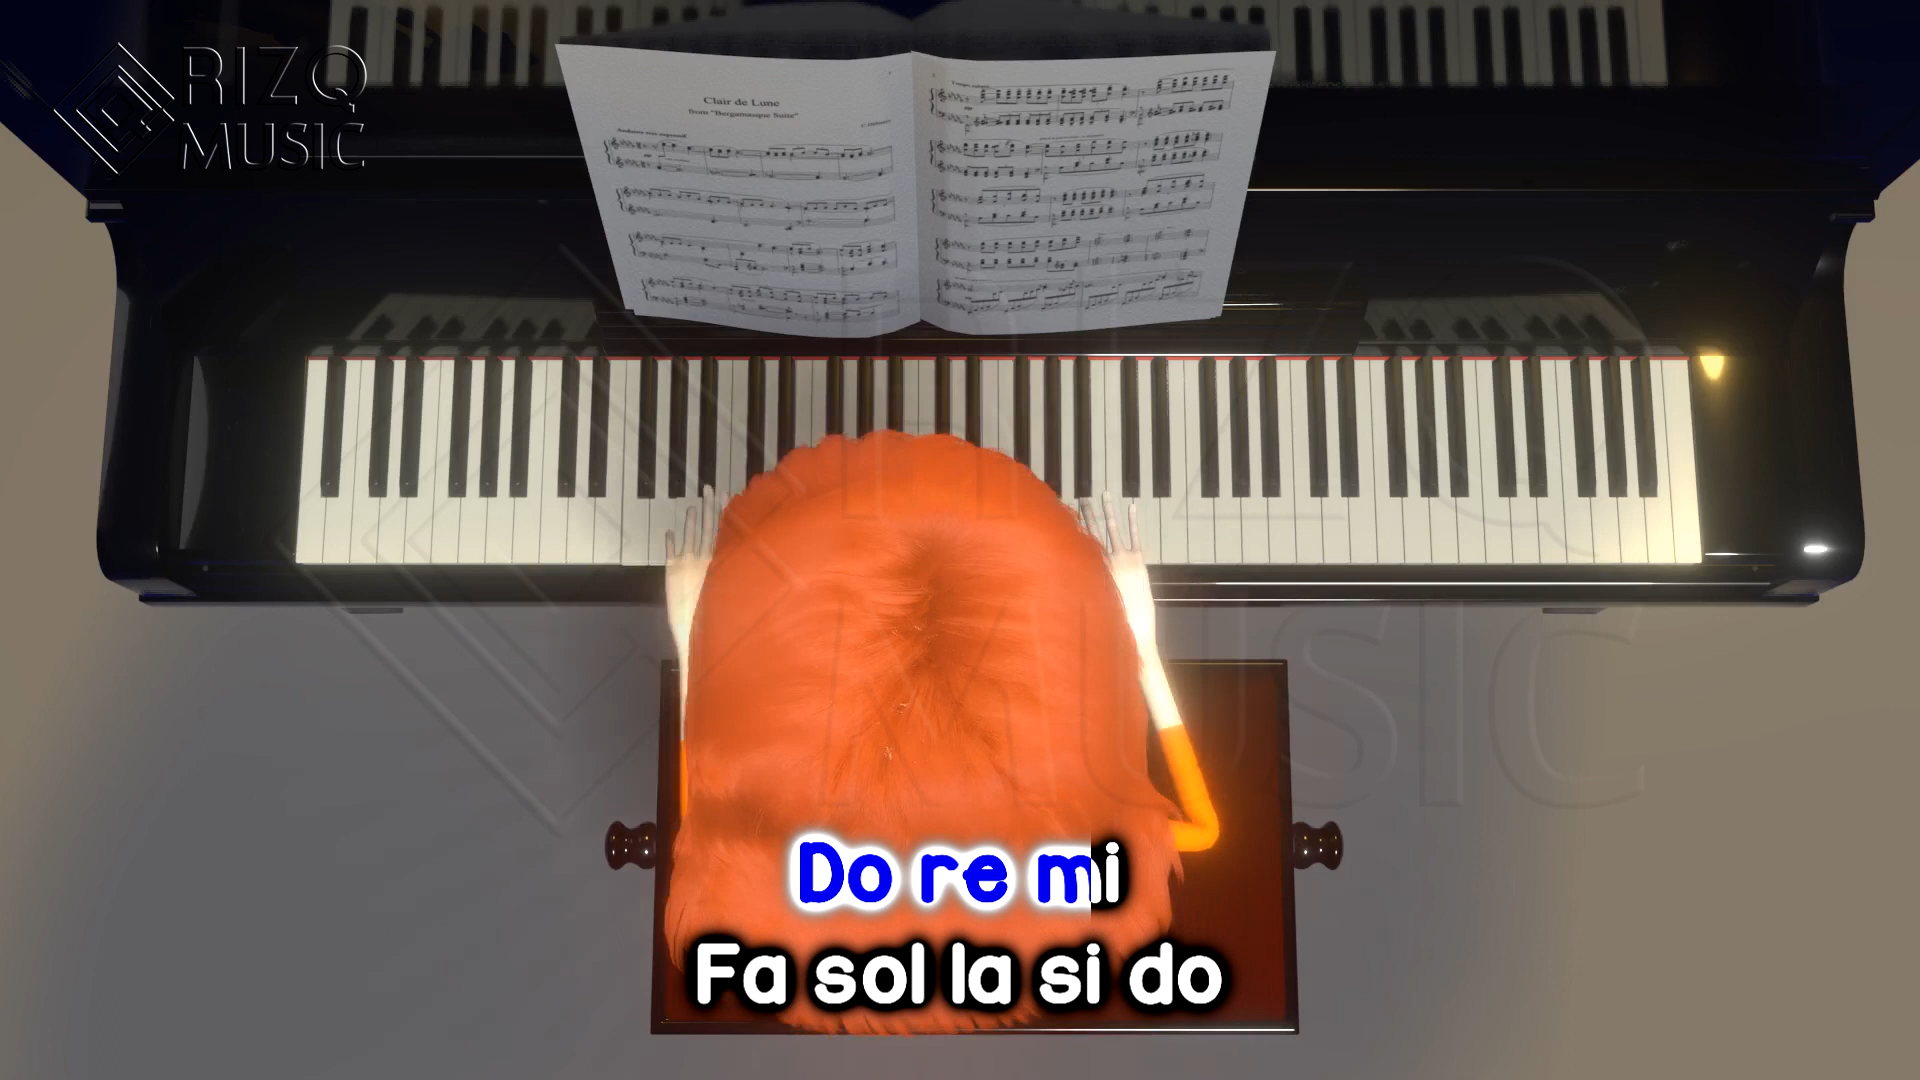 RIZQ
MUSIC
Clair de Lune
from "Bergamasque Suite"
Do re mi
Fa sol la si do